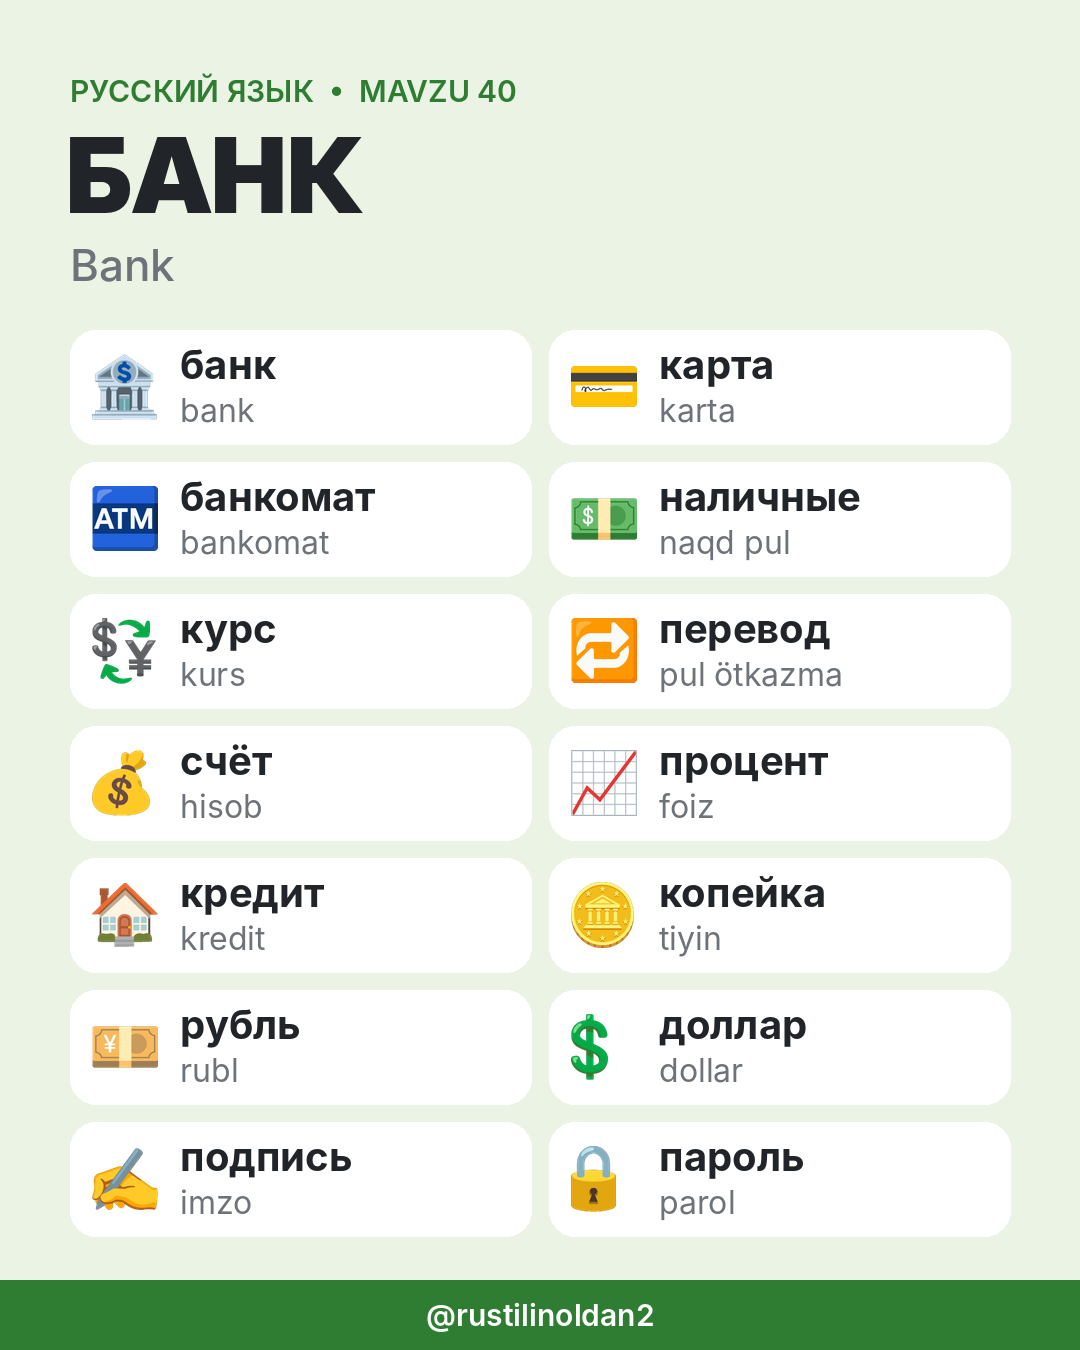 РУССКИЙ ЯЗЫК • MAVZU 40
БАНК
Bank
банк
bank
карта
karta
ATM
банкомат
bankomat
наличные
naqd pul
курс
kurs
перевод
pul ötkazma
счёт
hisob
процент
foiz
кредит
kredit
копейка
tiyin
рубль
rubl
доллар
dollar
подпись
imzo
пароль
parol
@rustilinoldan2